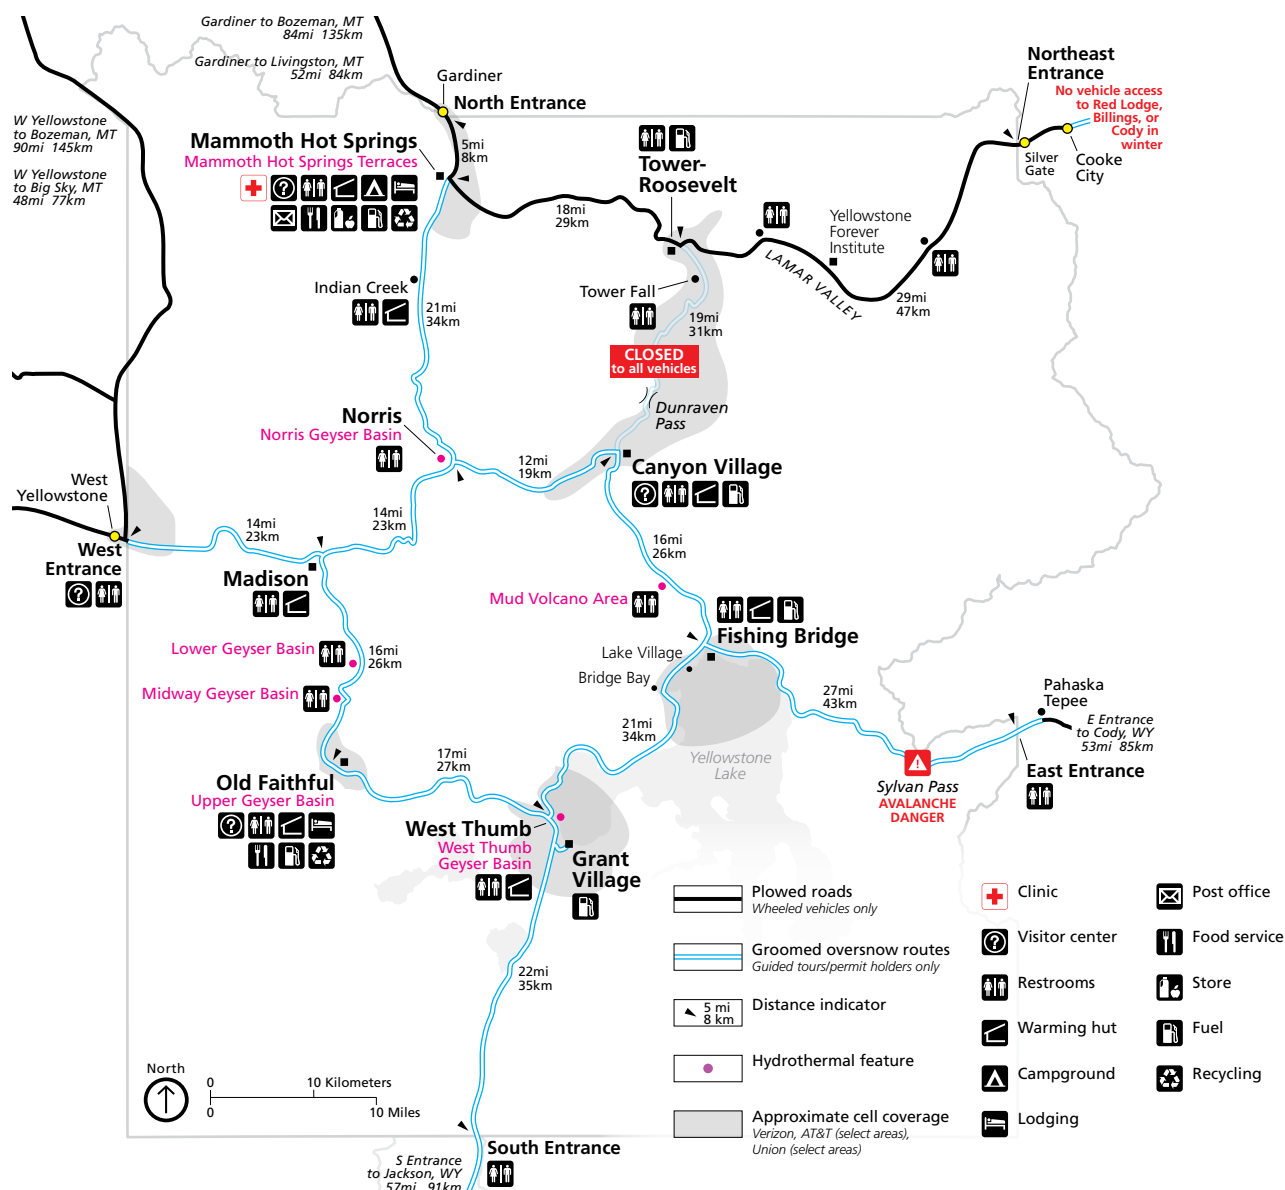 Gardiner to Bozeman, MT
84mi 135km
Gardiner to Livingston, MT
52mi 84km
Gardiner
North Entrance
5mi
8km
W Yellowstone
to Bozeman, MT
90mi 145km
W Yellowstone
to Big Sky, MT
48mi 77km
Mammoth Hot Springs
Mammoth Hot Springs Terraces
Northeast
Entrance
No vehicle access
to Red Lodge,
Billings, or
Cody in
winter
Silver
Gate
Cooke
City
Tower-
Roosevelt
18mi
29km
Yellowstone
Forever
Institute
LAMAR VALLEY
29mi
47km
Indian Creek
21mi
34km
Tower Fall
19mi
31km
CLOSED
to all vehicles
Dunraven
Pass
Norris
Norris Geyser Basin
12mi
19km
Canyon Village
West
Yellowstone
14mi
23km
14mi
23km
West
Entrance
Madison
16mi
26km
Mud Volcano Area
Fishing Bridge
Lower Geyser Basin
16mi
26km
Midway Geyser Basin
Lake Village
Bridge Bay
27mi
43km
21mi
34km
Pahaska
Tepee
E Entrance
to Cody, WY
53mi 85km
Yellowstone
Lake
17mi
27km
Old Faithful
Upper Geyser Basin
Sylvan Pass
AVALANCHE
DANGER
East Entrance
West Thumb
West Thumb
Geyser Basin
Grant
Village
22mi
35km
South Entrance
S Entrance
to Jackson, WY
57mi 91km
North
0
10 Kilometers
0
10 Miles
Plowed roads
Wheeled vehicles only
Groomed oversnow routes
Guided tours/permit holders only
5 mi
8 km
Distance indicator
Hydrothermal feature
Approximate cell coverage
Verizon, AT&T (select areas),
Union (select areas)
Clinic
Visitor center
Restrooms
Warming hut
Campground
Lodging
Post office
Food service
Store
Fuel
Recycling